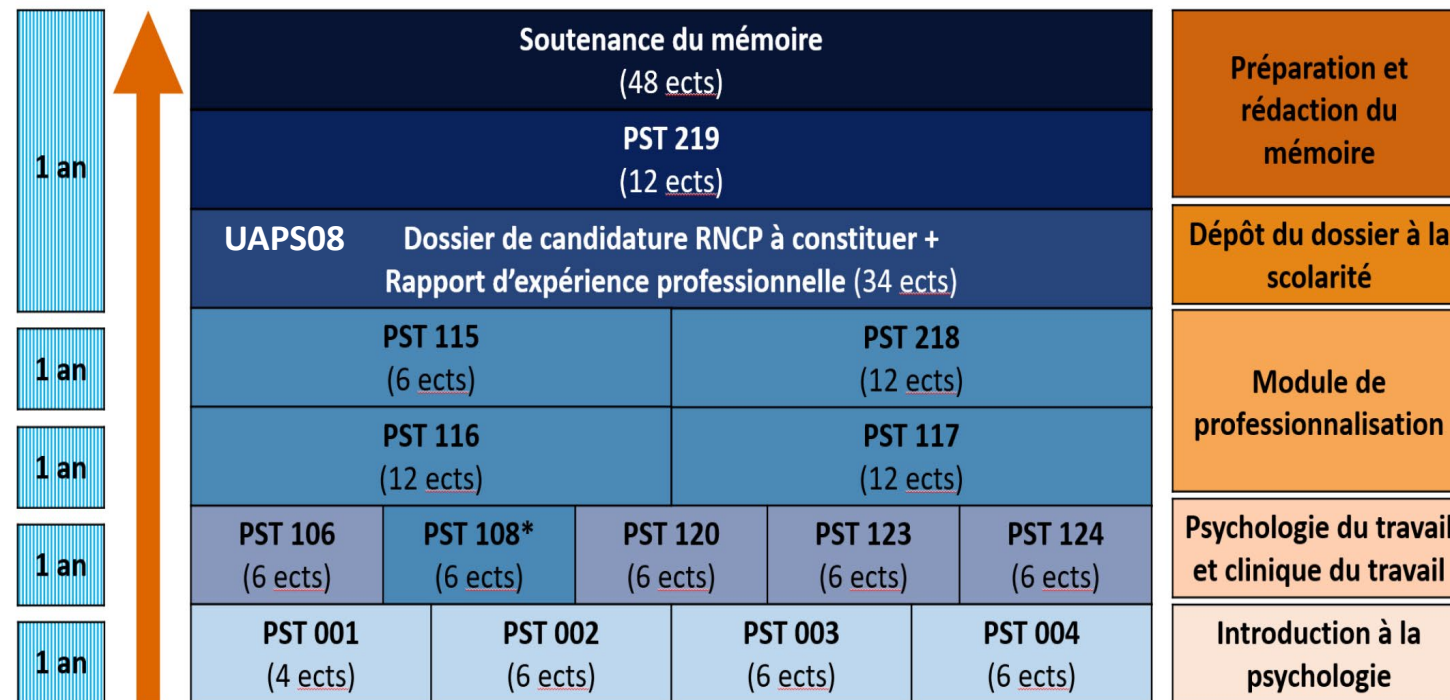 1 an
Soutenance du mémoire
(48 ects)
PST 219
(12 ects)
UAPS08 Dossier de candidature RNCP à constituer +
Rapport d'expérience professionnelle (34 ects)
Préparation et
rédaction du
mémoire
Dépôt du dossier à la
scolarité
1 an
PST 115
(6 ects)
PST 218
(12 ects)
1 an
PST 116
(12 ects)
PST 117
(12 ects)
Module de
professionnalisation
1 an
PST 106
(6 ects)
PST 108*
(6 ects)
PST 120
(6 ects)
PST 123
(6 ects)
PST 124
(6 ects)
Psychologie du travail
et clinique du travail
1 an
PST 001
(4 ects)
PST 002
(6 ects)
PST 003
(6 ects)
PST 004
(6 ects)
Introduction à la
psychologie